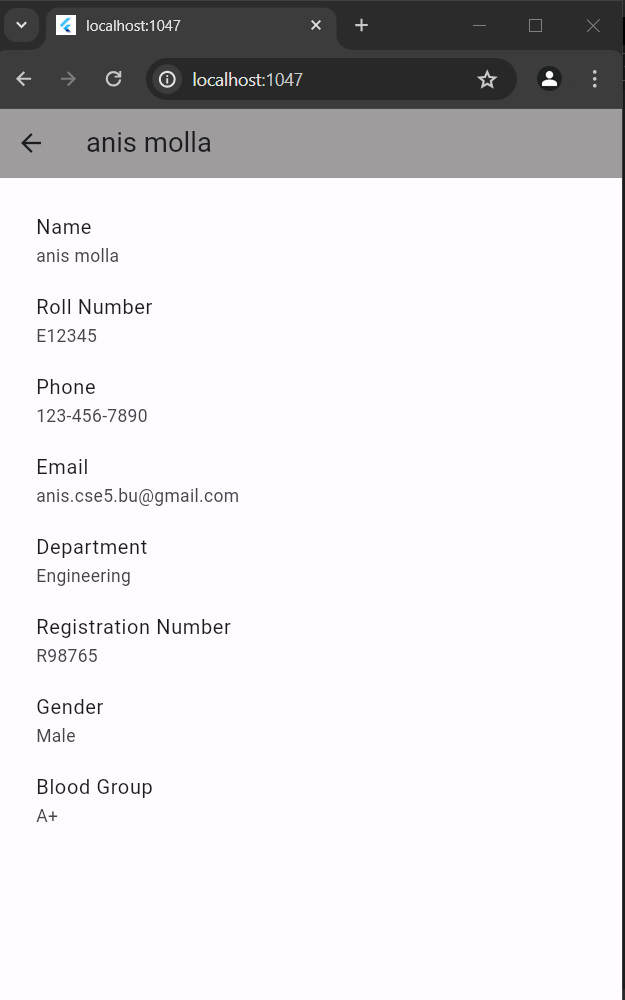 localhost:1047
localhost:1047
anis molla
Name
anis molla
Roll Number
E12345
Phone
123-456-7890
Email
anis.cse5.bu@gmail.com
Department
Engineering
Registration Number
R98765
Gender
Male
Blood Group
A+